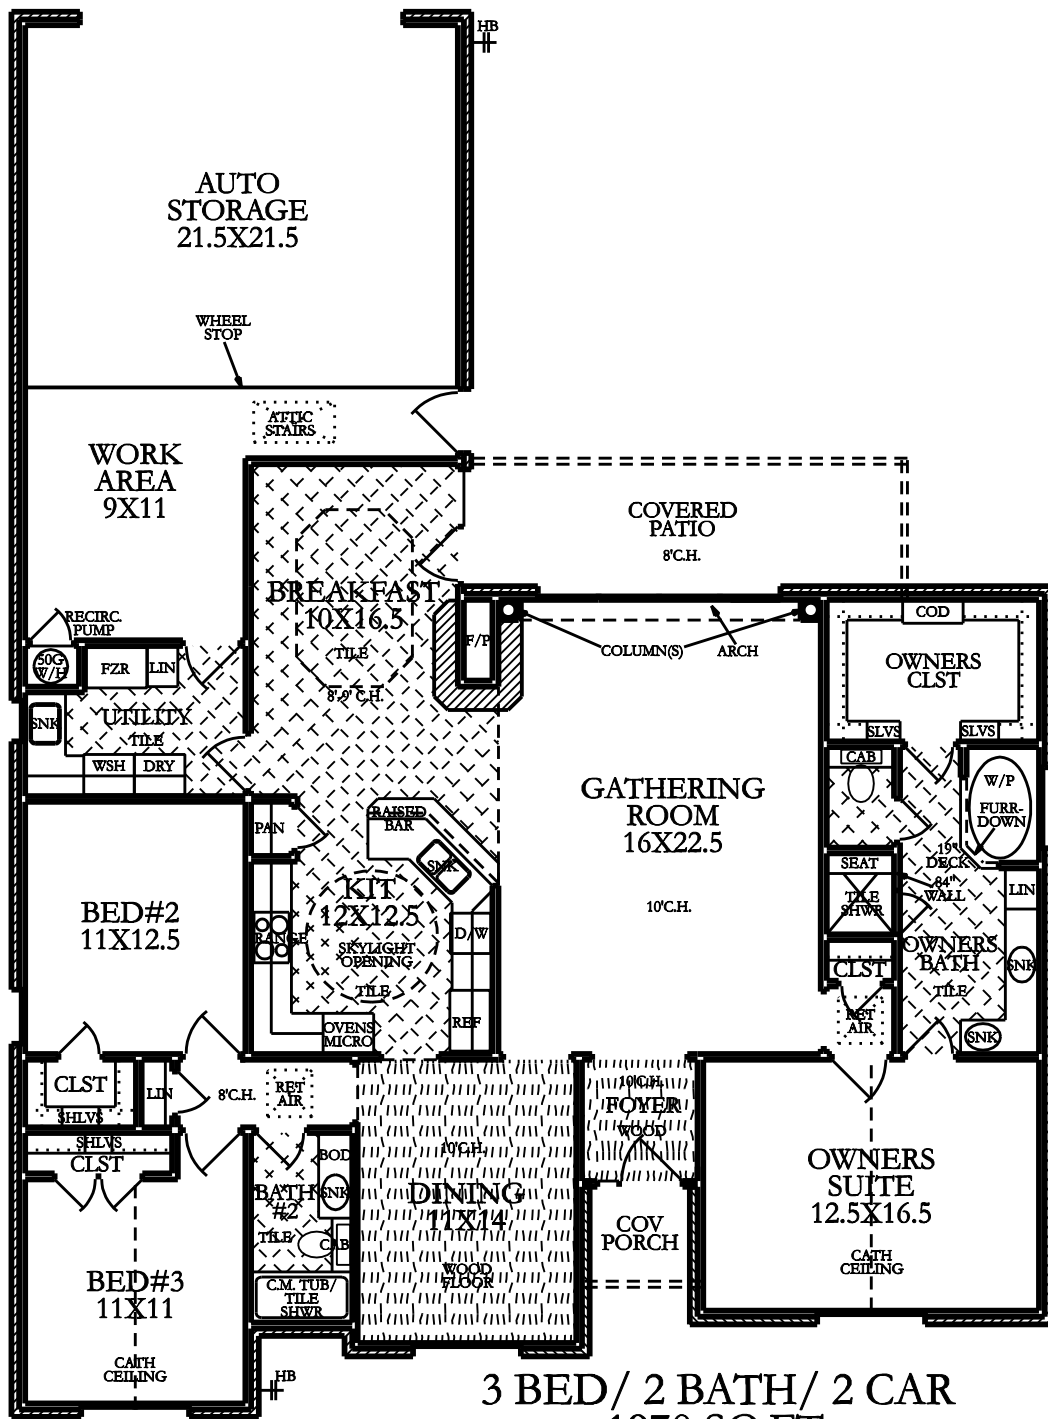 HB
AUTO
STORAGE
21.5X21.5
WHEEL
STOP
ATTIC
STAIRS
WORK
AREA
9X11
COVERED
PATIO
8'C.H.
BREAKFAST
10X16.5
TILE
8'-9' C.H.
RECIRC.
PUMP
50G
W/H
FZR
LIN
F/P
COLUMN(S)
ARCH
COD
OWNERS
CLST
SLVS
SLVS
SNK
UTILITY
TILE
WSH
DRY
CAB
W/P
FURR-
DOWN
GATHERING
ROOM
16X22.5
10'C.H.
PAN
RAISED
BAR
SNK
KIT
12X12.5
RANGE
SKYLIGHT
OPENING
TILE
D/W
REF
OVENS
MICRO
19"
DECK
84"
WALL
SEAT
TILE
SHWR
LIN
OWNERS
BATH
TILE
SNK
SNK
CLST
RET
AIR
BED#2
11X12.5
CLST
SHLVS
LIN
8'C.H.
RET
AIR
SHLVS
CLST
10'C.H.
FOYER
WOOD
10'C.H.
DINING
11X14
WOOD
FLOOR
BOD
SNK
BATH
#2
TILE
CAB
C.M. TUB/
TILE
SHWR
COV
PORCH
OWNERS
SUITE
12.5X16.5
CATH
CEILING
BED#3
11X11
CATH
CEILING
HB
3 BED/ 2 BATH/ 2 CAR